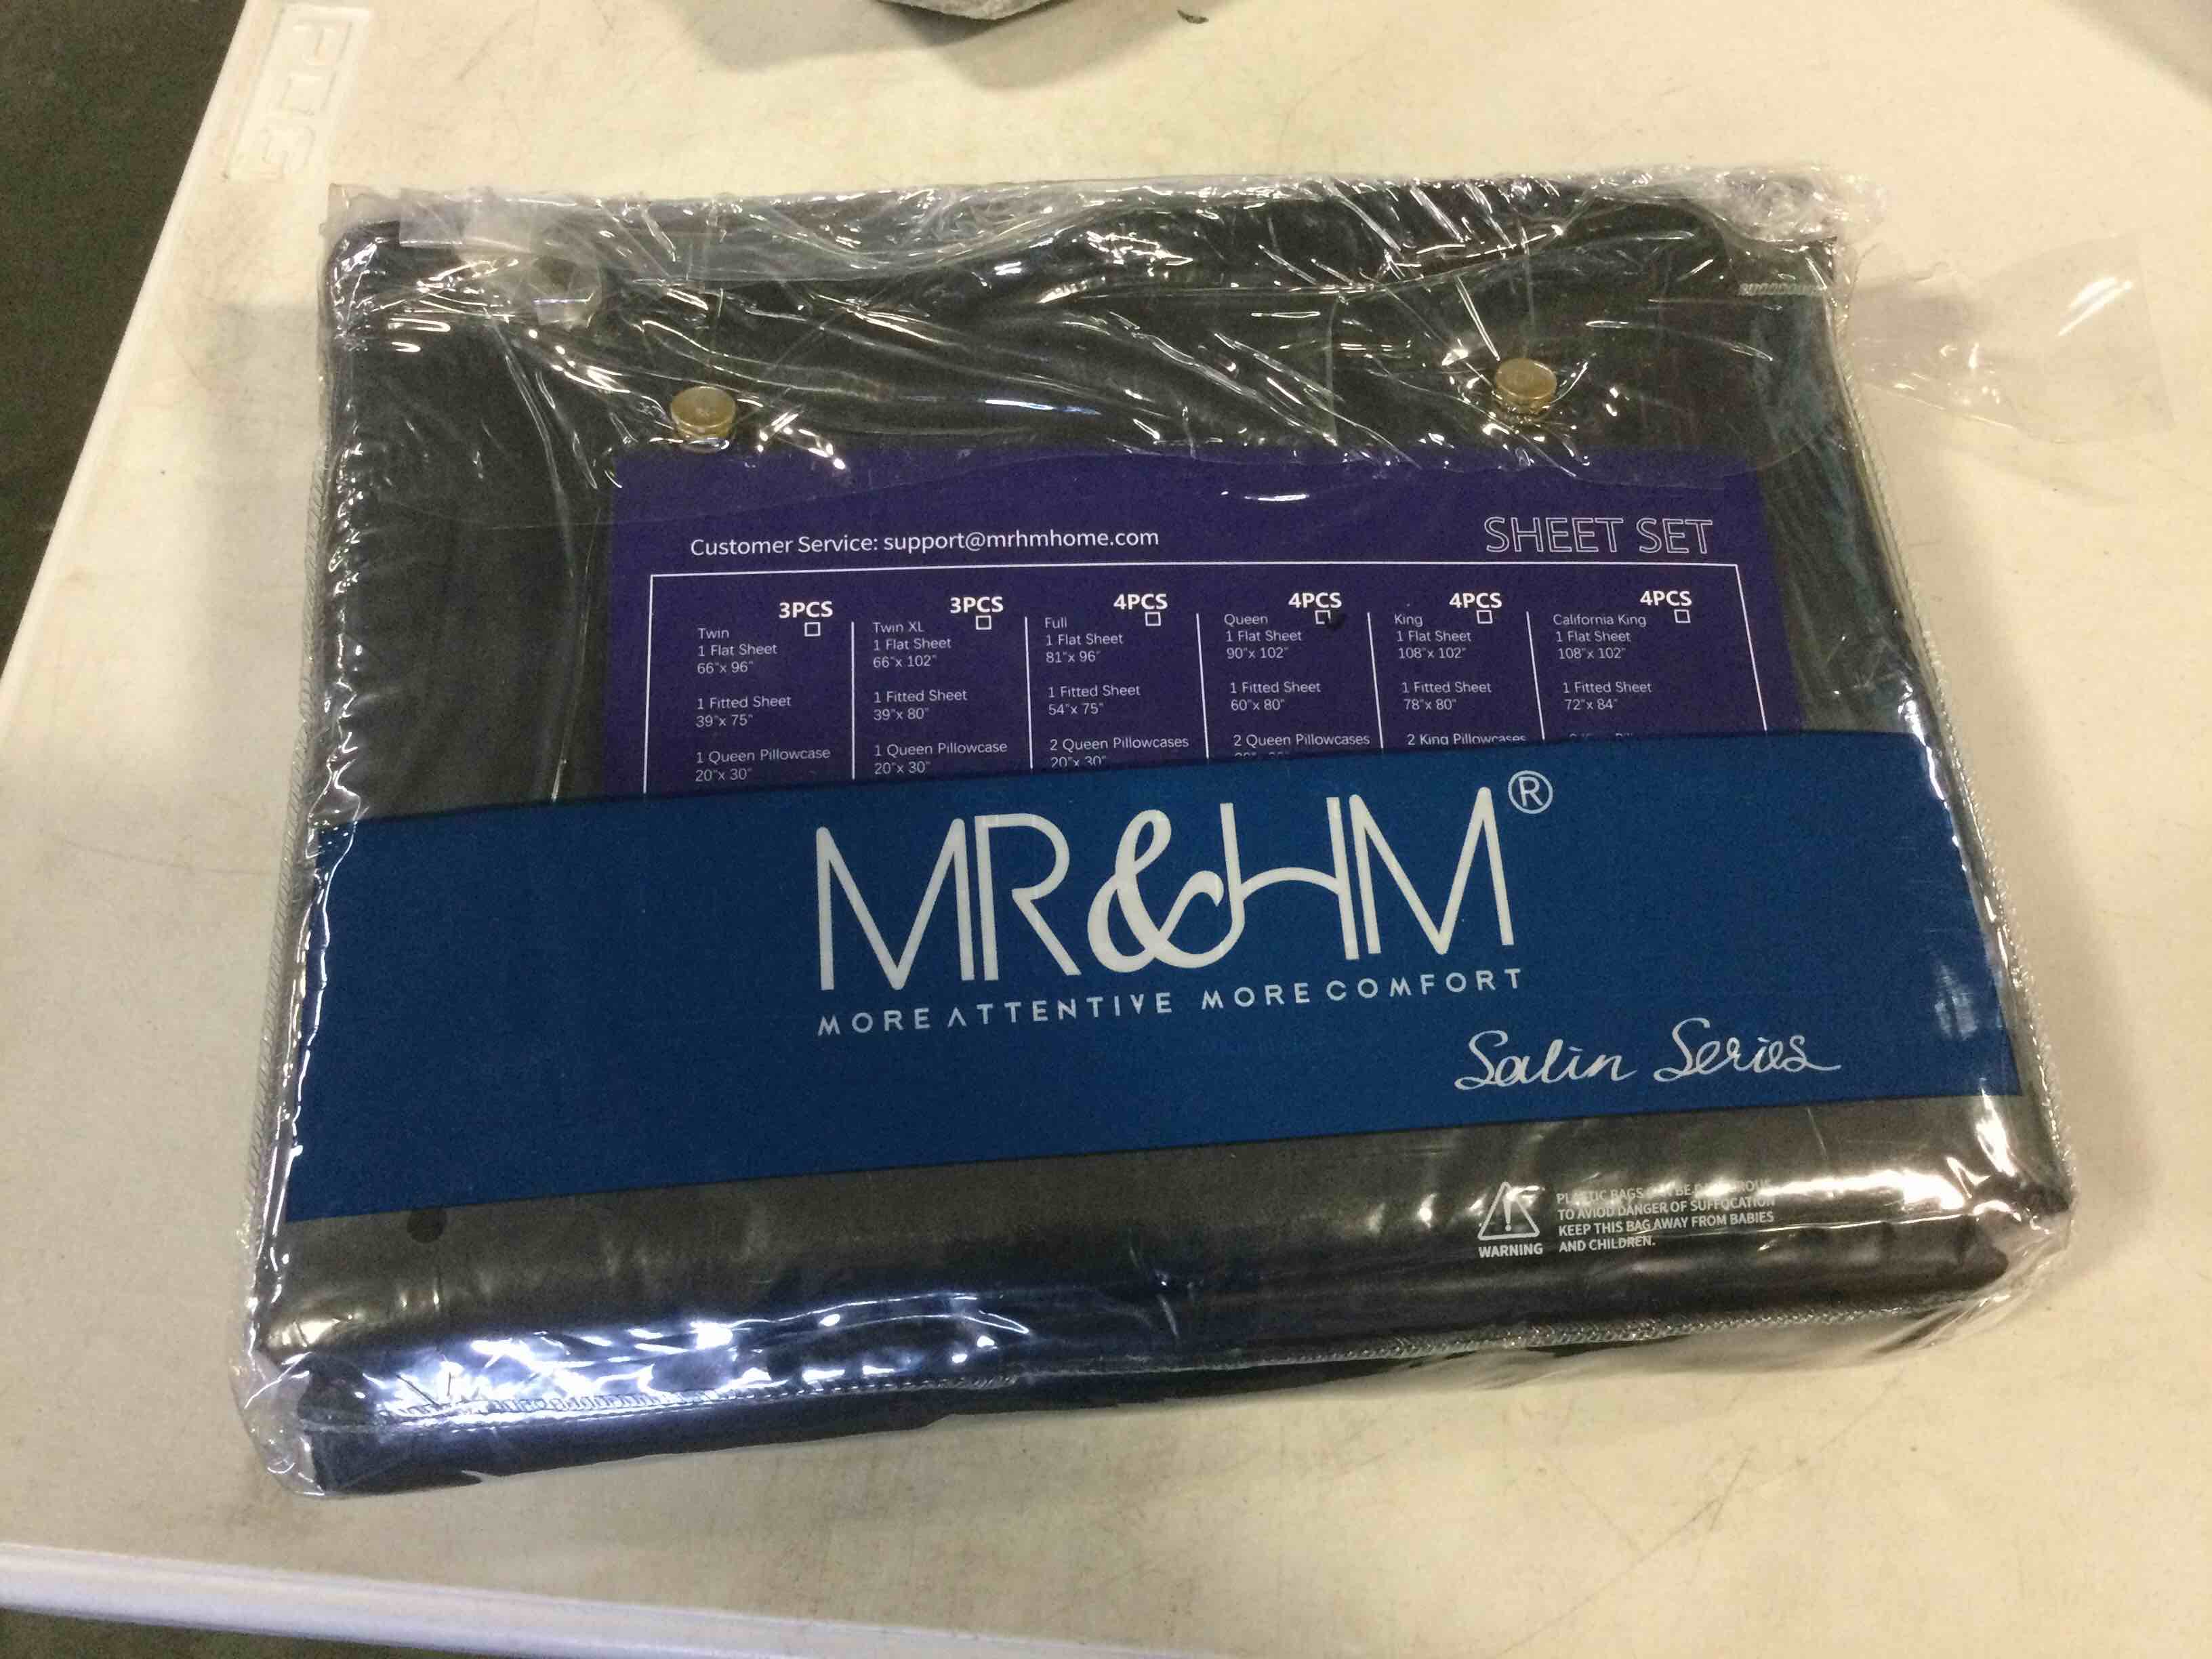 Customer Service: support@mrhmhome.com
SHEET SET
3PCS
Twin
1 Flat Sheet
66"x 96"
1 Fitted Sheet
39"x 75"
1 Queen Pillowcase
20"x 30"
3PCS
Twin XL
1 Flat Sheet
66"x 102"
1 Fitted Sheet
39"x 80"
1 Queen Pillowcase
20"x 30"
4PCS
Full
1 Flat Sheet
81"x 96"
1 Fitted Sheet
54"x 75"
2 Queen Pillowcases
20"x 30"
4PCS
Queen
1 Flat Sheet
90"x 102"
1 Fitted Sheet
60"x 80"
2 Queen Pillowcases
4PCS
King
1 Flat Sheet
108"x 102"
1 Fitted Sheet
78"x 80"
2 King Pillowcases
4PCS
California King
1 Flat Sheet
108"x 102"
1 Fitted Sheet
72"x 84"
MR&HM®
MORE ATTENTIVE MORE COMFORT
Satin Series
PLASTIC BAGS CAN BE DANGEROUS
TO AVIOD DANGER OF SUFFOCATION
KEEP THIS BAG AWAY FROM BABIES
AND CHILDREN.
WARNING